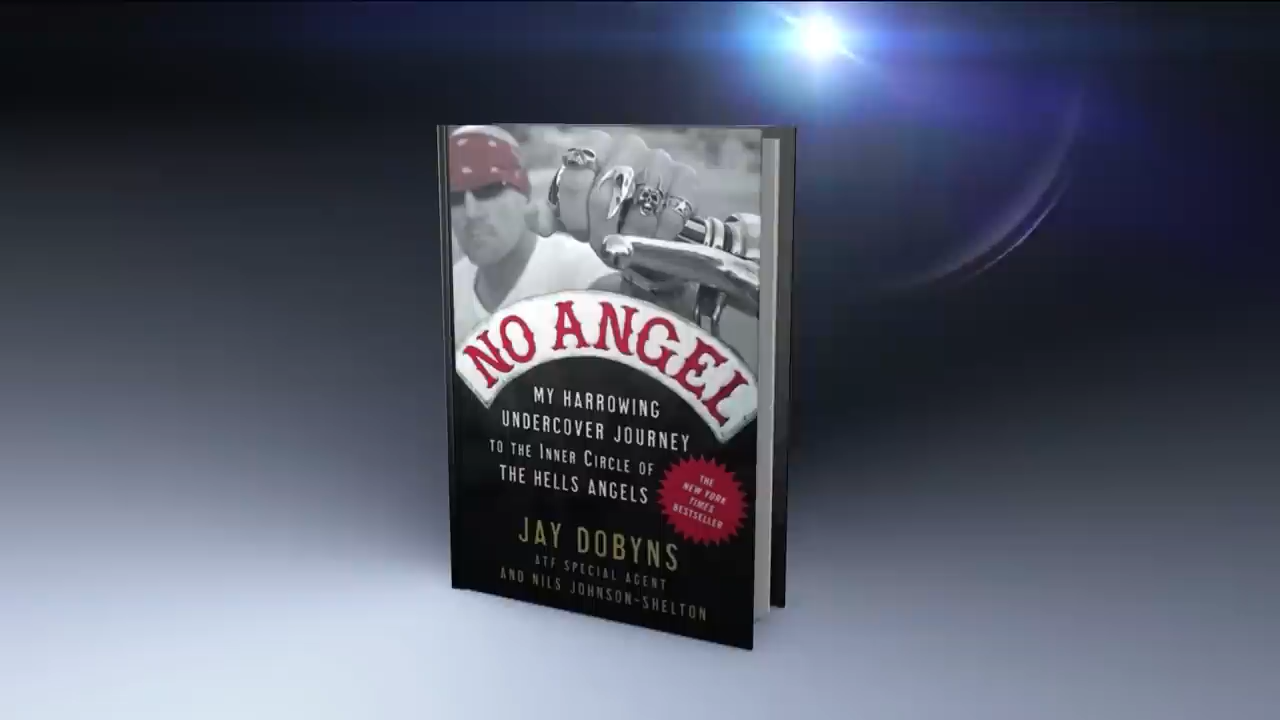 NO ANGEL
MY HARROWING
UNDERCOVER JOURNEY
TO THE INNER CIRCLE OF
THE HELLS ANGELS
THE
NEW YORK
TIMES
BESTSELLER
JAY DOBYNS
ATF SPECIAL AGENT
AND NILS JOHNSON-SHELTON